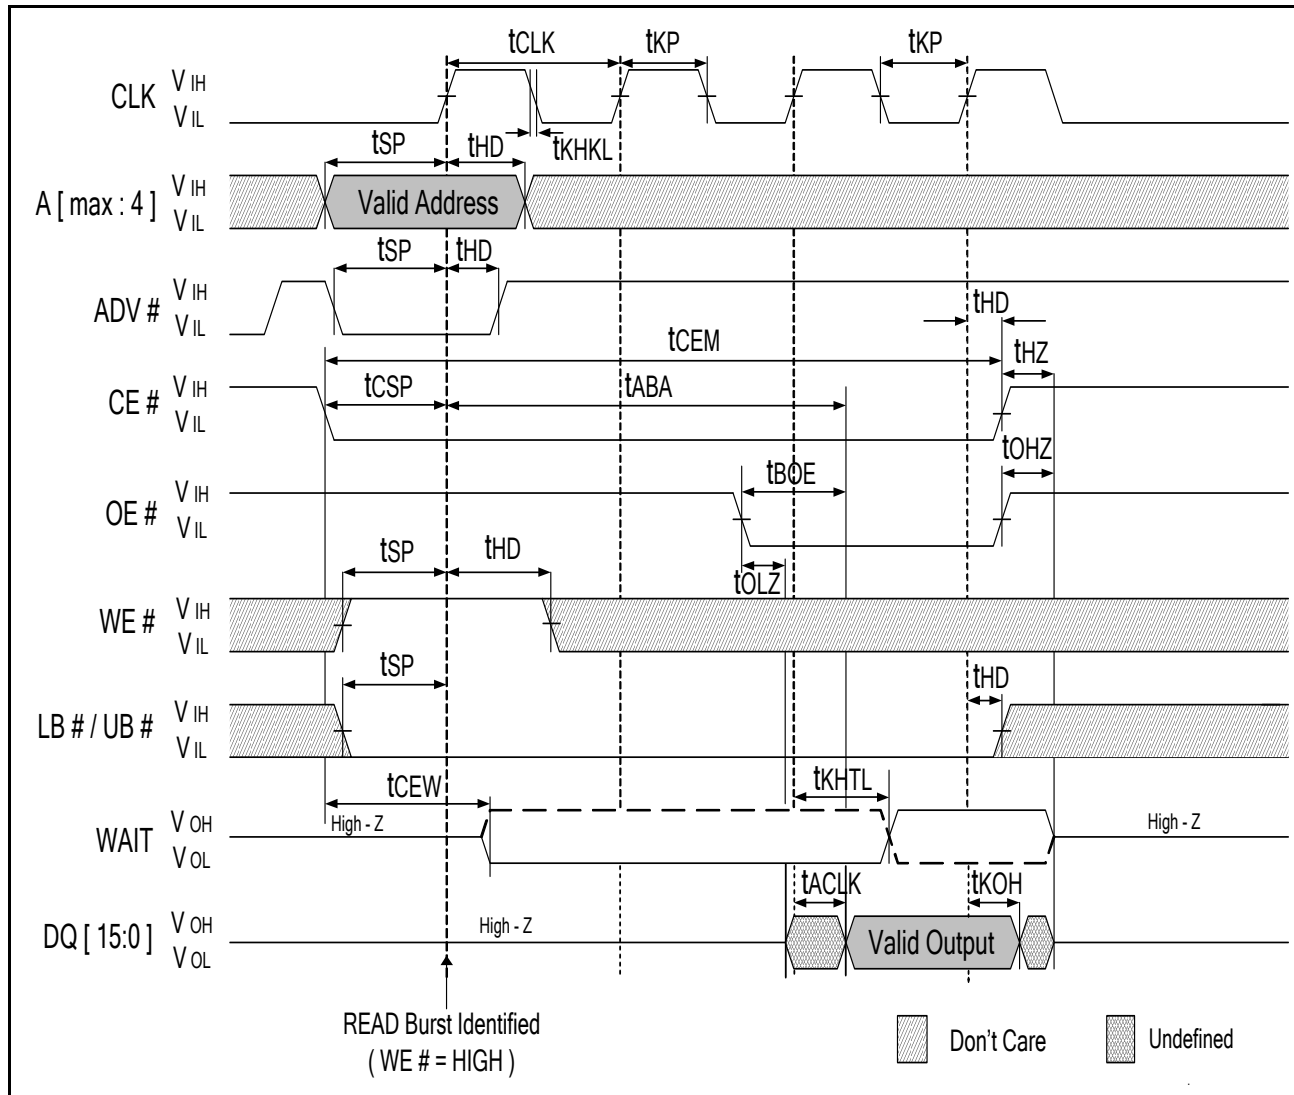 tCLK tKP tKP
CLK V IH
V IL
tKHKL
tSP tHD
A [ max : 4 ] V IH
V IL
Valid Address
tSP tHD
ADV # V IH
V IL
tHD
tCEM
tHZ
CE # V IH
V IL
tCSP tABA
tOHZ
tBOE
OE # V IH
V IL
tSP tHD
tOLZ
WE # V IH
V IL
tSP
tHD
LB # / UB # V IH
V IL
tCEW tKHTL
WAIT V OH
V OL
High - Z High - Z
tACLK tKOH
DQ [ 15:0 ] V OH
V OL
High - Z
Valid Output
READ Burst Identified
( WE # = HIGH )
Don't Care
Undefined